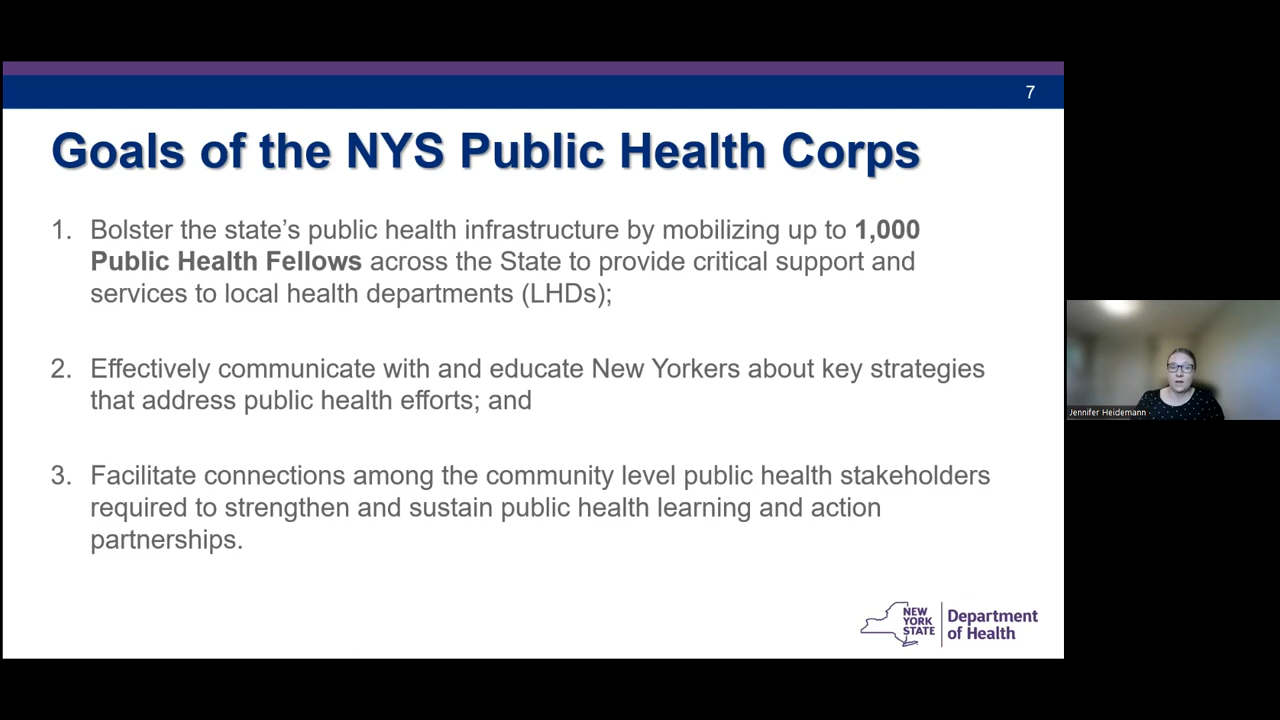 7
Goals of the NYS Public Health Corps
1. Bolster the state’s public health infrastructure by mobilizing up to 1,000
Public Health Fellows across the State to provide critical support and
services to local health departments (LHDs);
2. Effectively communicate with and educate New Yorkers about key strategies
that address public health efforts; and
3. Facilitate connections among the community level public health stakeholders
required to strengthen and sustain public health learning and action
partnerships.
Jennifer Heidemann
NEW
YORK
STATE
Department
of Health